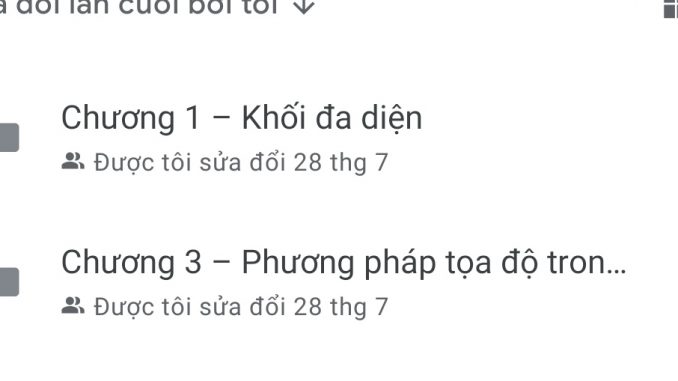 đổi lần cuối bởi tôi
Chương 1 – Khối đa diện
Được tôi sửa đổi 28 thg 7
Chương 3 – Phương pháp tọa độ tron...
Được tôi sửa đổi 28 thg 7